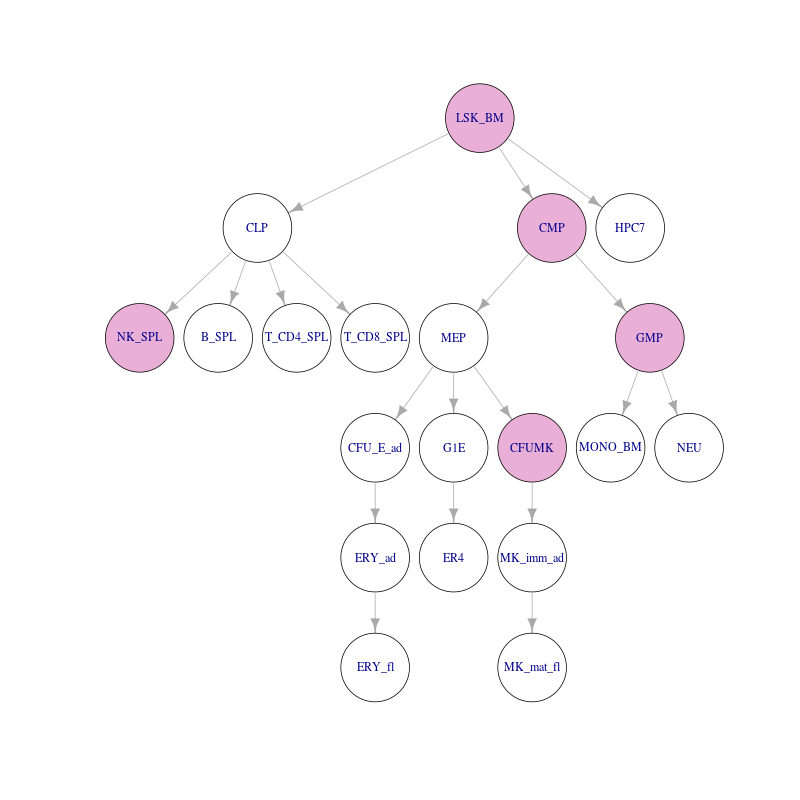 LSK_BM
CLP
CMP
HPC7
NK_SPL
B_SPL
T_CD4_SPL
T_CD8_SPL
MEP
GMP
CFU_E_ad
G1E
CFUMK
MONO_BM
NEU
ERY_ad
ER4
MK_imm_ad
ERY_fl
MK_mat_fl